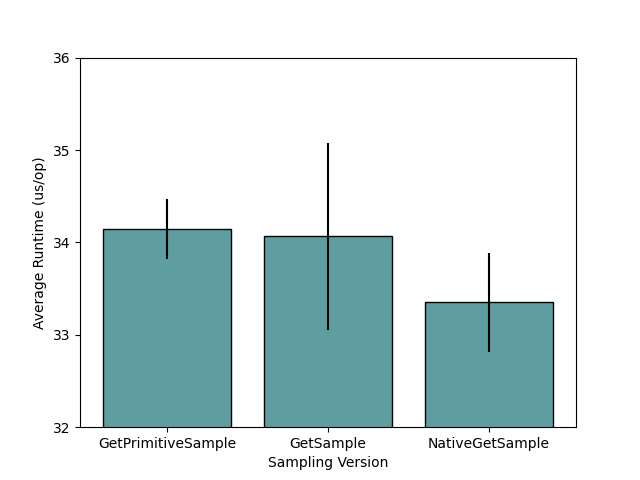 36
35
34
33
32
Average Runtime (us/op)
GetPrimitiveSample
GetSample
NativeGetSample
Sampling Version